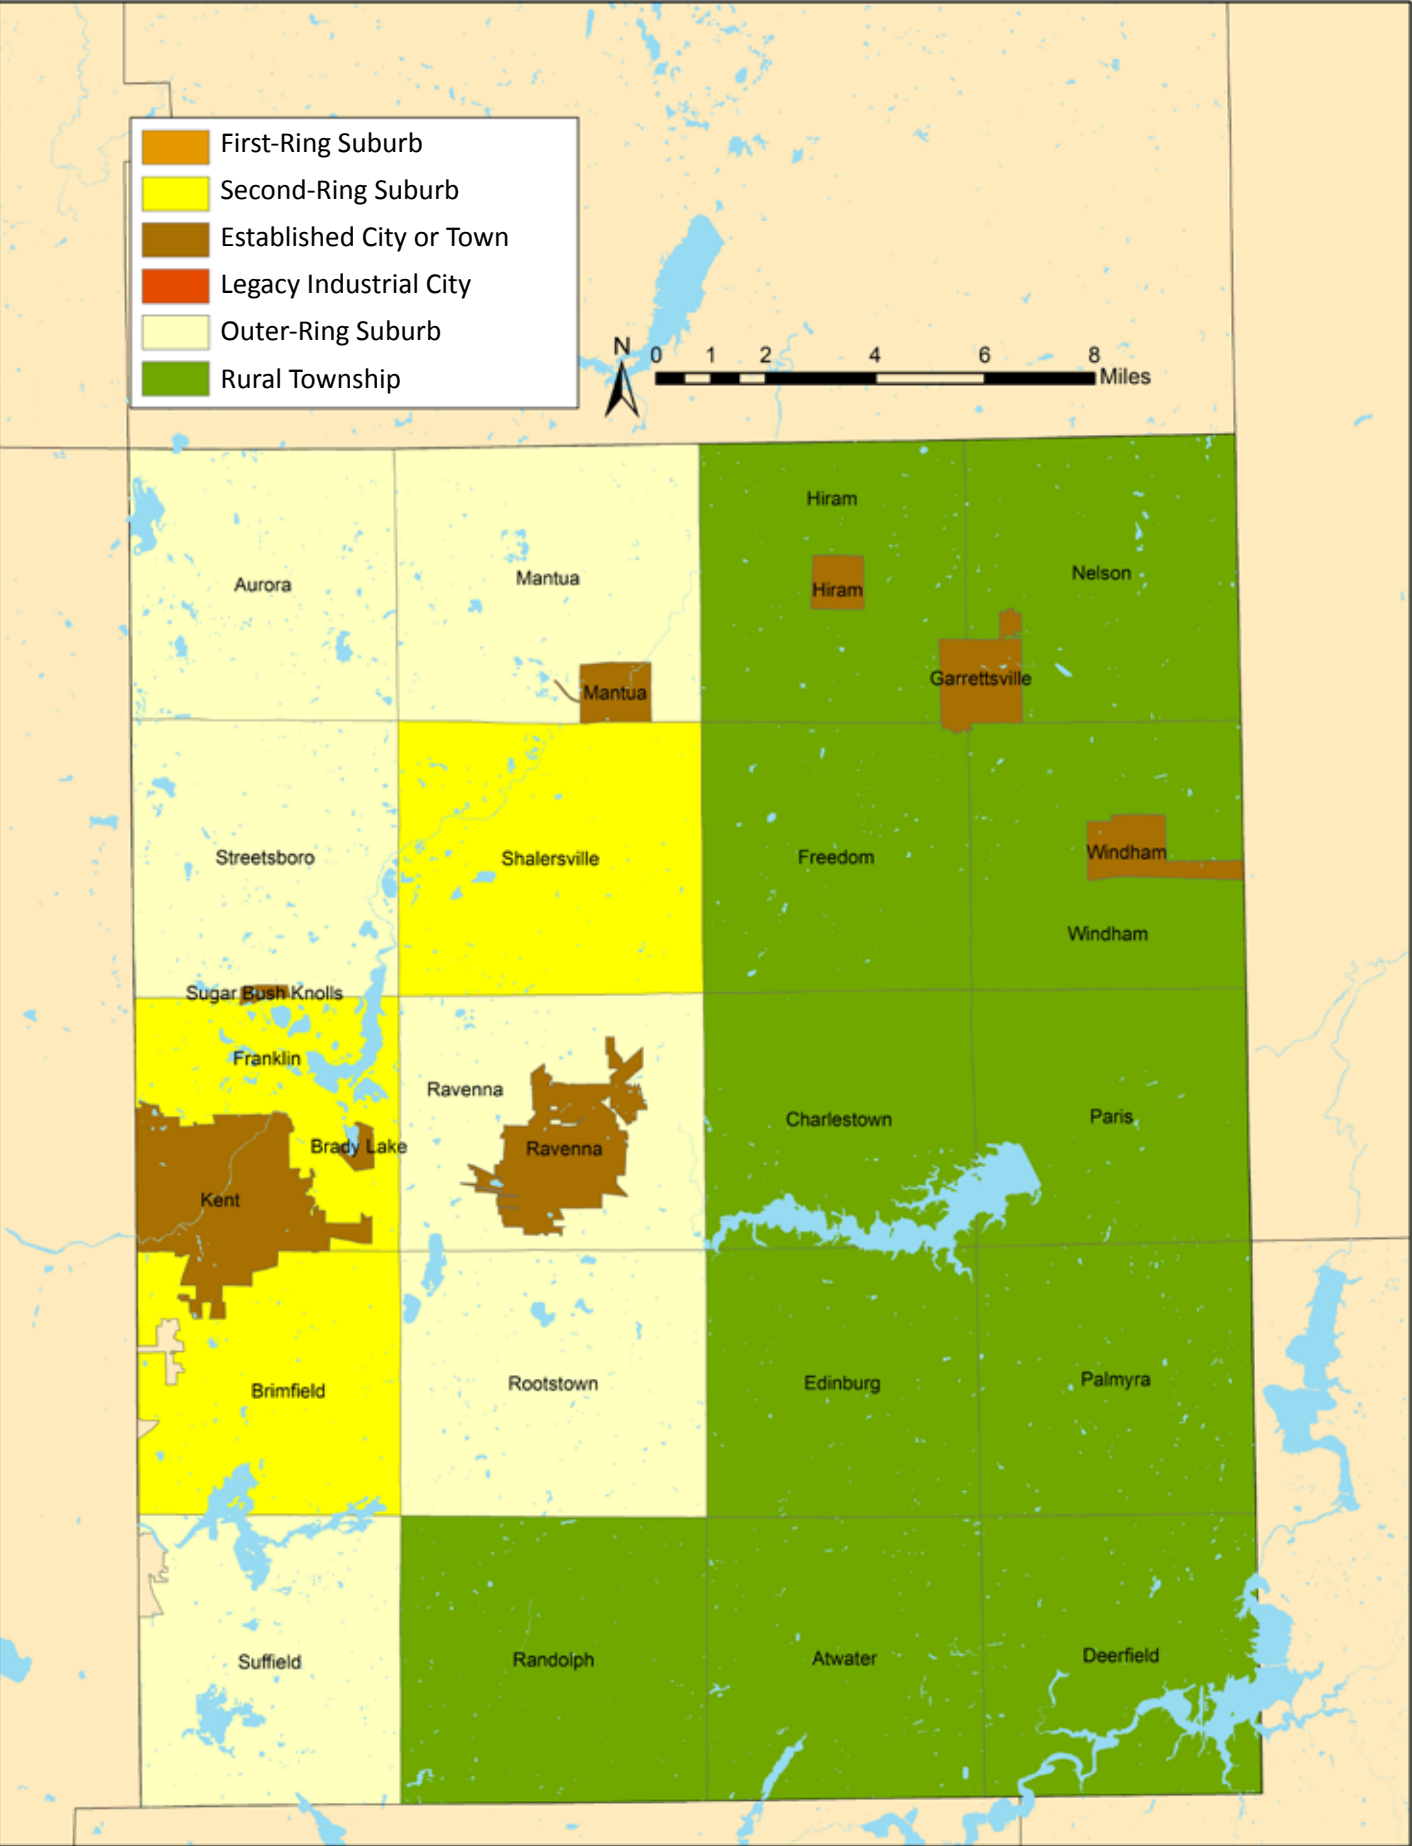 First-Ring Suburb
Second-Ring Suburb
Established City or Town
Legacy Industrial City
Outer-Ring Suburb
Rural Township
N 0 1 2 4 6 8
Miles
Hiram
Aurora Mantua Hiram Nelson
Mantua Garrettsville
Streetsboro Shalersville Freedom Windham
Windham
Sugar Bush Knolls
Franklin
Ravenna
Charlestown Paris
Brady Lake Ravenna
Kent
Brimfield Rootstown Edinburg Palmyra
Suffield Randolph Atwater Deerfield